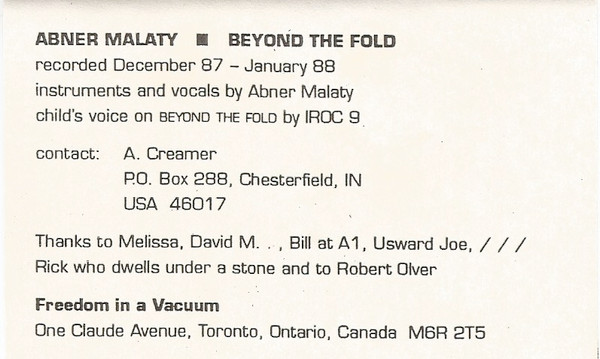 ABNER MALATY ■ BEYOND THE FOLD
recorded December 87 – January 88
instruments and vocals by Abner Malaty
child's voice on BEYOND THE FOLD by IROC 9
contact: A. Creamer
P.O. Box 288, Chesterfield, IN
USA 46017
Thanks to Melissa, David M. . , Bill at A1, Usward Joe, / / /
Rick who dwells under a stone and to Robert Olver
Freedom in a Vacuum
One Claude Avenue, Toronto, Ontario, Canada M6R 2T5